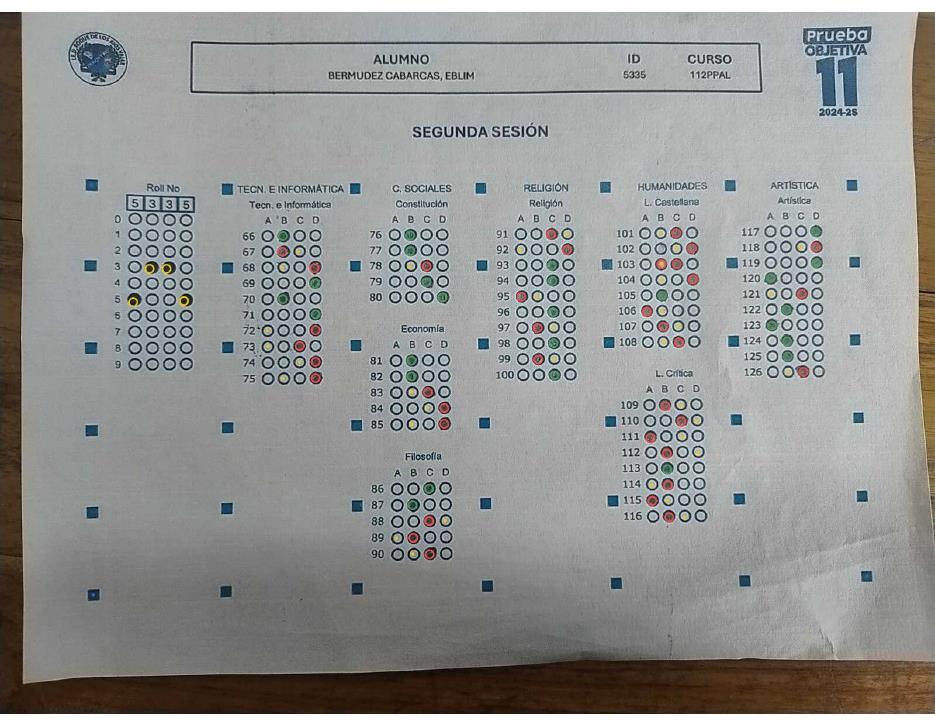 I.E.D. ROQUE DE LOS RIOS VALLE
Prueba
OBJETIVA
11
2024-25
ALUMNO ID CURSO
BERMUDEZ CABARCAS, EBLIM 5335 112PPAL
SEGUNDA SESIÓN
Roll No
5 3 3 5
0
1
2
3
4
5
6
7
8
9
TECN. E INFORMÁTICA
Tecn. e Informática
A B C D
66
67
68
69
70
71
72
73
74
75
C. SOCIALES
Constitución
A B C D
76
77
78
79
80
Economía
A B C D
81
82
83
84
85
Filosofía
A B C D
86
87
88
89
90
RELIGIÓN
Religión
A B C D
91
92
93
94
95
96
97
98
99
100
HUMANIDADES
L. Castellana
A B C D
101
102
103
104
105
106
107
108
L. Crítica
A B C D
109
110
111
112
113
114
115
116
ARTÍSTICA
Artística
A B C D
117
118
119
120
121
122
123
124
125
126